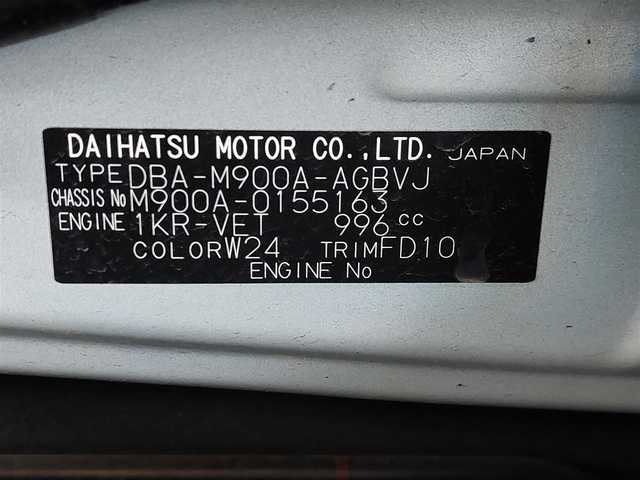 DAIHATSU MOTOR CO.,LTD. JAPAN
TYPE DBA-M900A-AGBVJ
CHASSIS No M900A-0155163
ENGINE 1KR-VET 996 cc
COLOR W24 TRIM FD10
ENGINE No